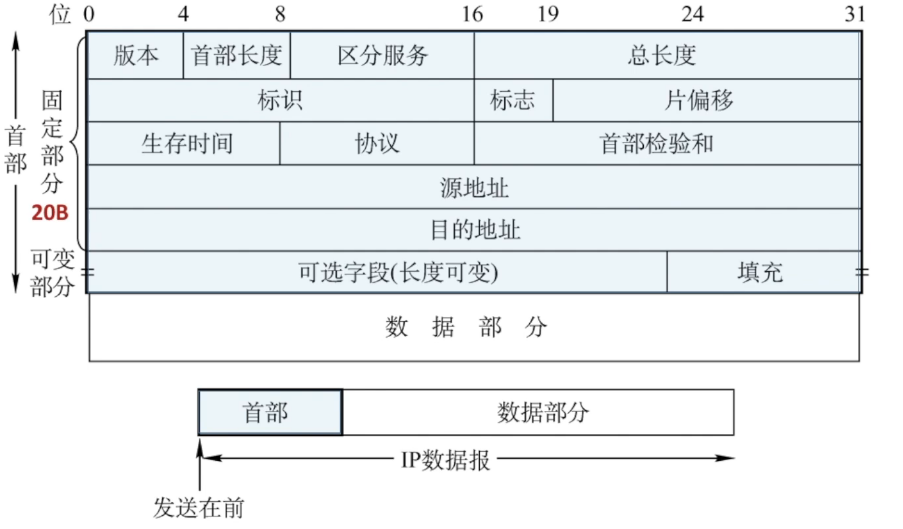 位 0 4 8 16 19 24 31
版本 首部长度 区分服务 总长度
标识 标志 片偏移
生存时间 协议 首部检验和
源地址
目的地址
可选字段(长度可变) 填充
数据部分
首部
固定部分
20B
可变
部分
首部 数据部分
IP数据报
发送在前